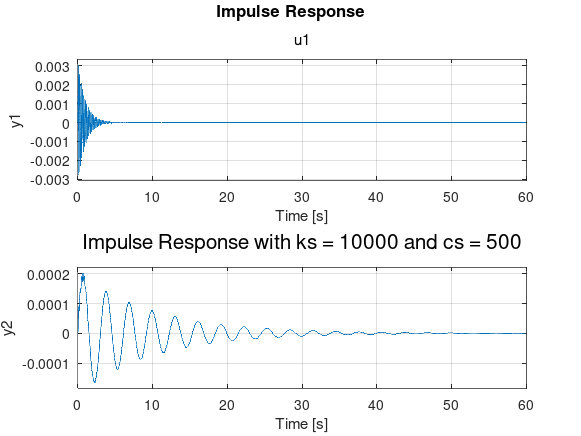 Impulse Response
u1
0.003
0.002
0.001
0
-0.001
-0.002
-0.003
y1
0 10 20 30 40 50 60
Time [s]
Impulse Response with ks = 10000 and cs = 500
0.0002
0.0001
0
-0.0001
y2
0 10 20 30 40 50 60
Time [s]